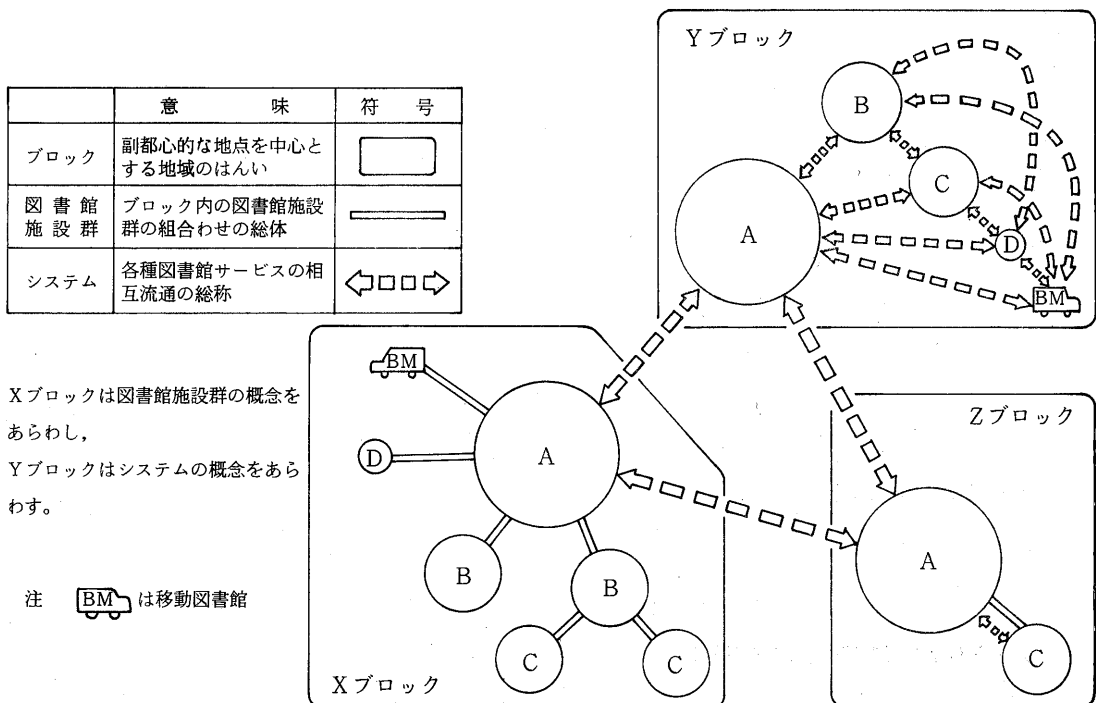 意味 符号
ブロック 副都心的な地点を中心と
する地域のはんい
図書館
施設群
ブロック内の図書館施設
群の組合わせの総体
システム 各種図書館サービスの相
互流通の総称
Xブロックは図書館施設群の概念を
あらわし，
Yブロックはシステムの概念をあら
わす。
注 BM は移動図書館
Yブロック
B
C
A
D
BM
Xブロック
BM
A
D
B
B
C
C
Zブロック
A
C